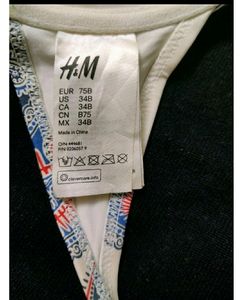 H&M
EUR 75B
US 34B
CA 34B
CN B75
MX 34B
Made in China
clevercare.info